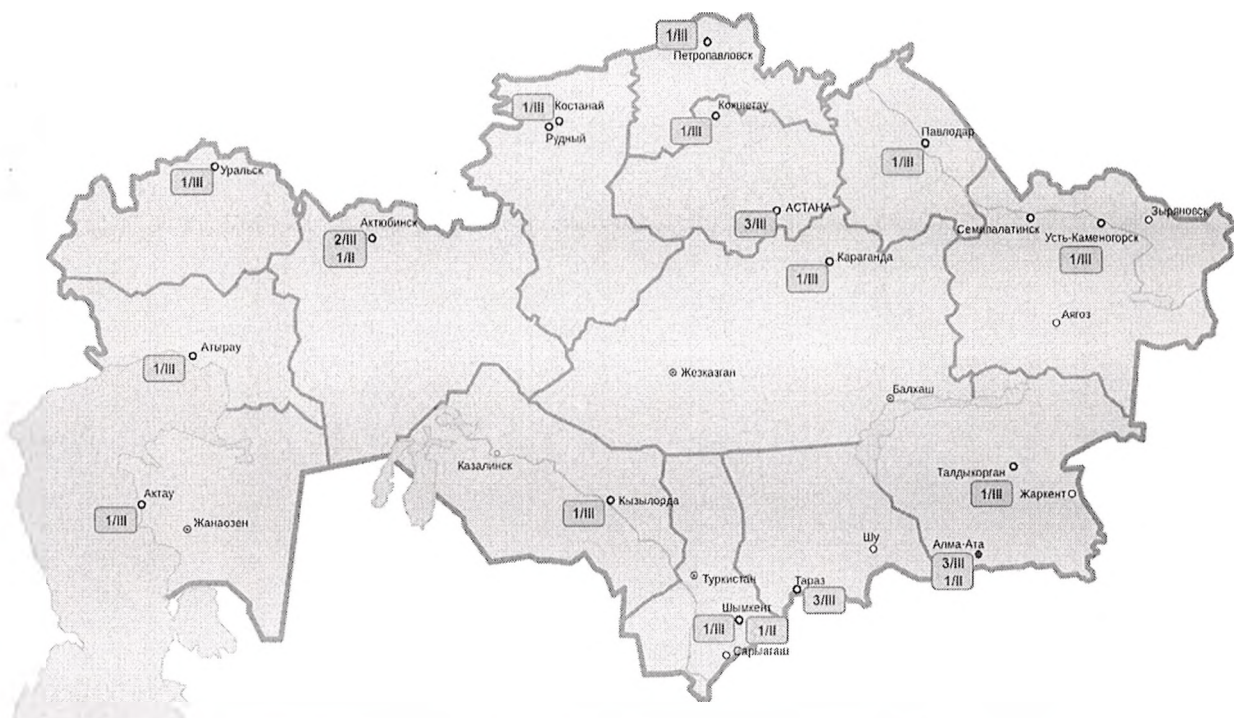 1/III
Петропавловск
1/III
Костанай
Рудный
Кокшетау
1/III
Павлодар
1/III
Уральск
1/III
Актюбинск
2/III
1/II
АСТАНА
3/III
Семипалатинск
Усть-Каменогорск
1/III
Зыряновск
Караганда
1/III
Аягоз
Атырау
1/III
Жезказган
Балхаш
Казалинск
Талдыкорган
1/III
Жаркент
Актау
1/III
Жанаозен
Кызылорда
1/III
Шу
Алма-Ата
3/III
1/II
Туркистан
Тараз
3/III
Шымкент
1/III
1/II
Сарыагаш